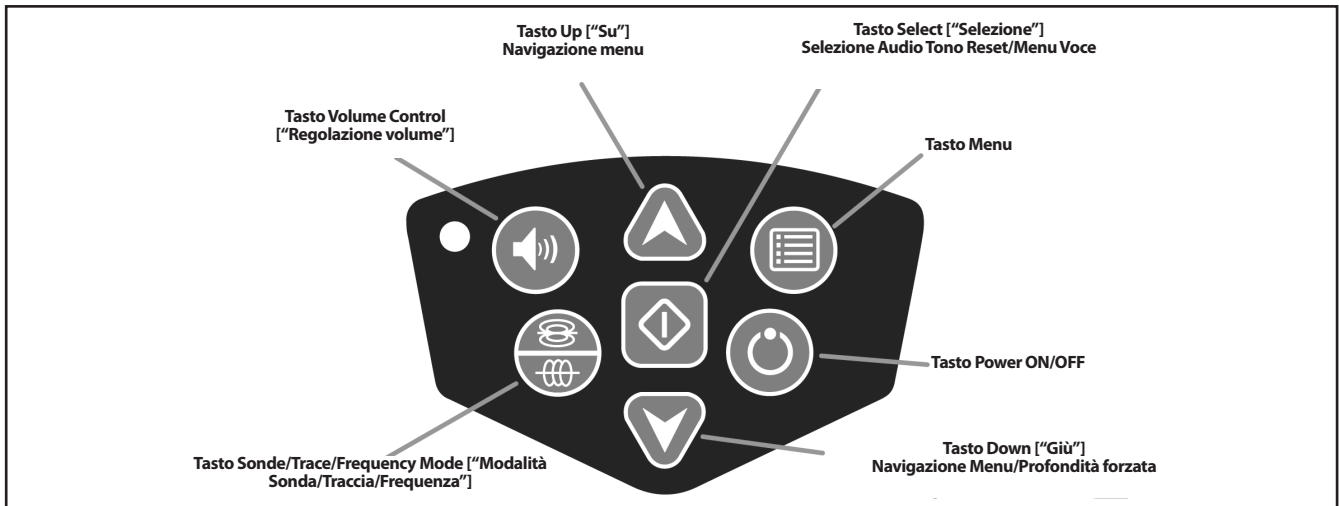 Tasto Up [“Su”]
Navigazione menu
Tasto Select [“Selezione”]
Selezione Audio Tono Reset/Menu Voce
Tasto Volume Control
[“Regolazione volume”]
Tasto Menu
Tasto Power ON/OFF
Tasto Sonde/Trace/Frequency Mode [“Modalità
Sonda/Traccia/Frequenza”]
Tasto Down [“Giù”]
Navigazione Menu/Profondità forzata